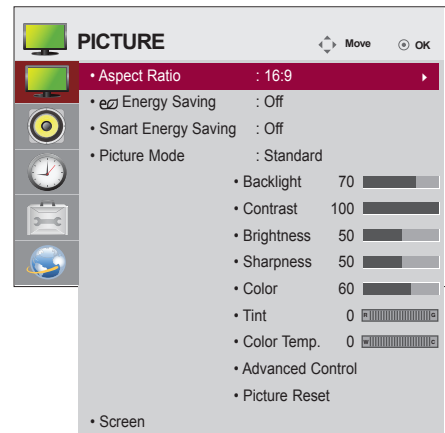 PICTURE
Move
OK
• Aspect Ratio : 16:9
• Energy Saving : Off
• Smart Energy Saving : Off
• Picture Mode : Standard
• Backlight 70
• Contrast 100
• Brightness 50
• Sharpness 50
• Color 60
• Tint 0 R G
• Color Temp. 0 W C
• Advanced Control
• Picture Reset
• Screen